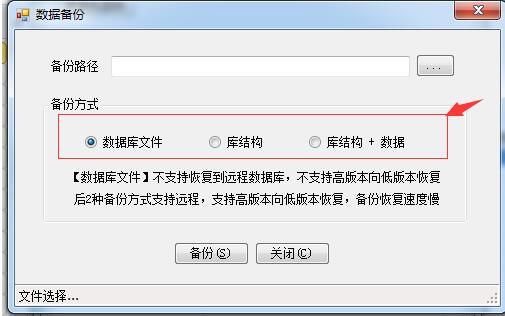 数据备份
备份路径
...
备份方式
数据库文件 库结构 库结构 + 数据
【数据库文件】不支持恢复到远程数据库，不支持高版本向低版本恢复
后2种备份方式支持远程，支持高版本向低版本恢复，备份恢复速度慢
备份(S) 关闭(C)
文件选择...